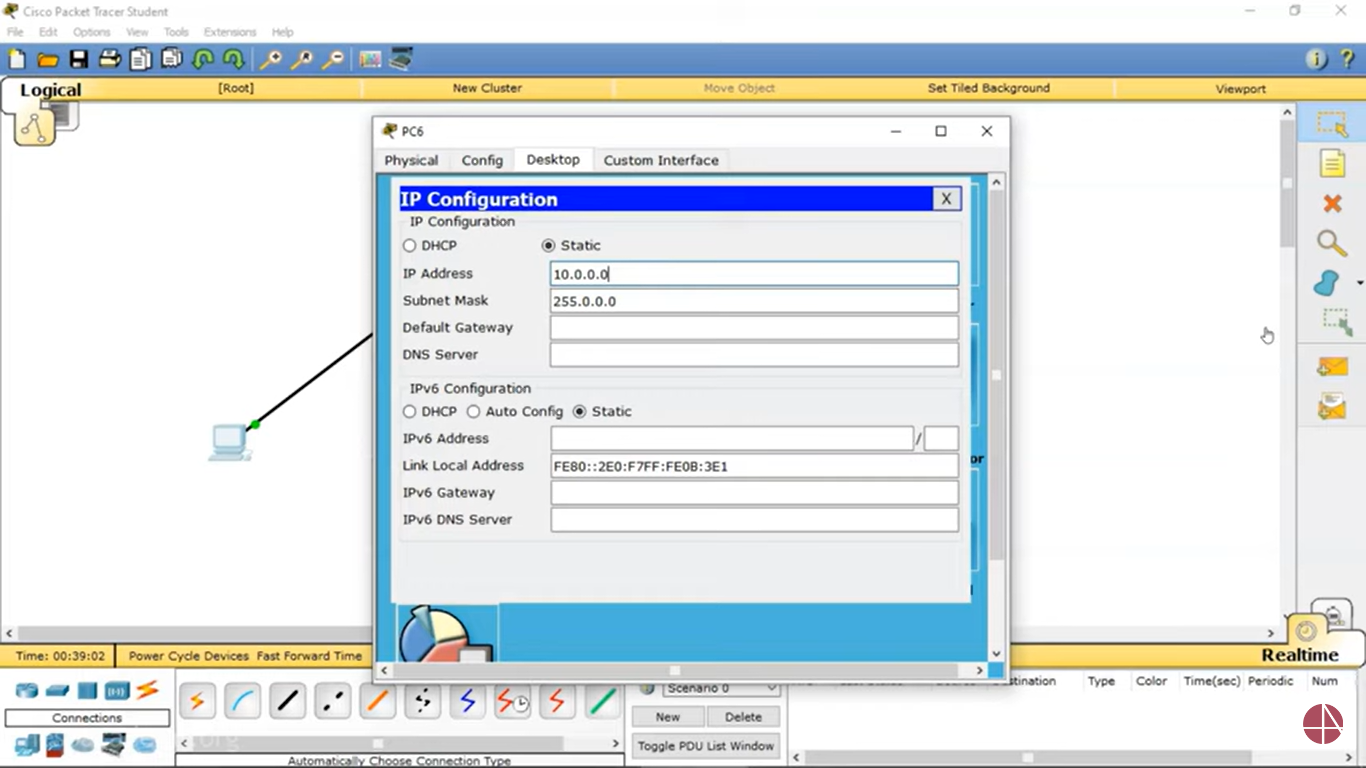 Cisco Packet Tracer Student
File Edit Options View Tools Extensions Help
Logical [Root] New Cluster Move Object Set Tiled Background Viewport
PC6
Physical Config Desktop Custom Interface
IP Configuration X
IP Configuration
DHCP Static
IP Address 10.0.0.0
Subnet Mask 255.0.0.0
Default Gateway
DNS Server
IPv6 Configuration
DHCP Auto Config Static
IPv6 Address /
Link Local Address FE80::2E0:F7FF:FE0B:3E1
or
IPv6 Gateway
IPv6 DNS Server
Time: 00:39:02 Power Cycle Devices Fast Forward Time Realtime
Scenario 0 Type Color Time(sec) Periodic Num
Connections
New Delete
Toggle PDU List Window
Automatically Choose Connection Type